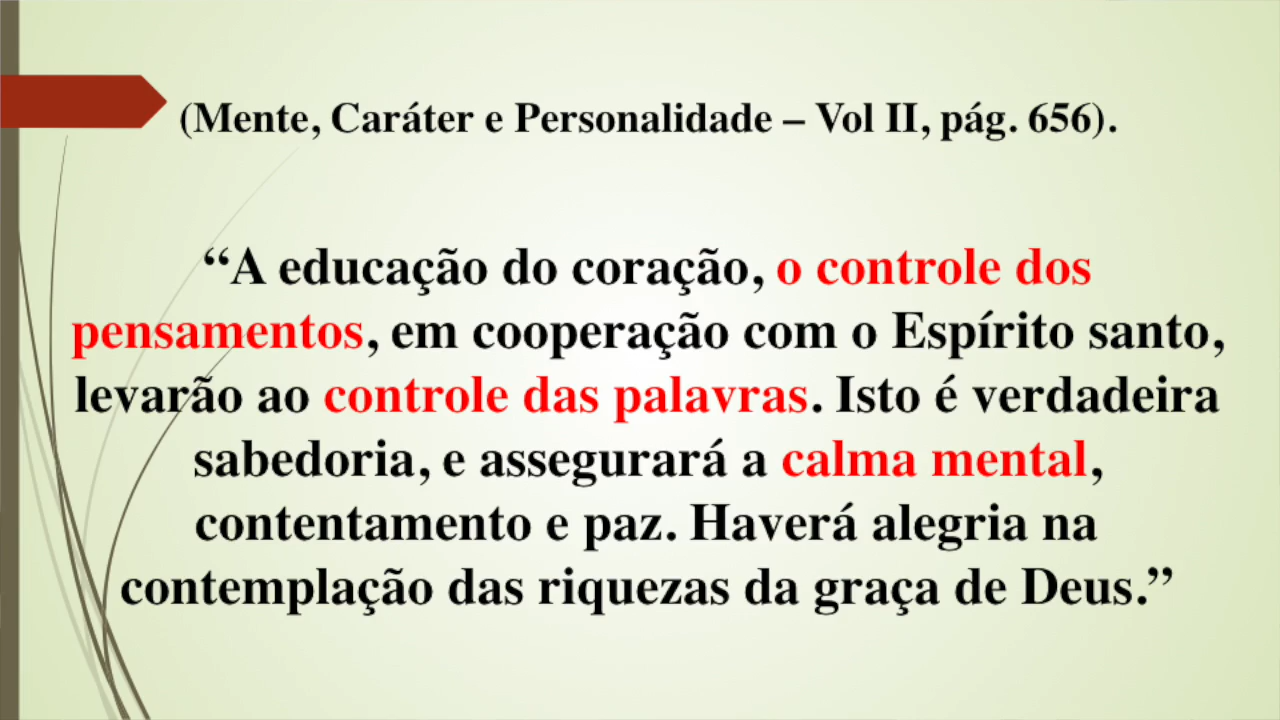 (Mente, Caráter e Personalidade – Vol II, pág. 656).
“A educação do coração, o controle dos
pensamentos, em cooperação com o Espírito santo,
levarão ao controle das palavras. Isto é verdadeira
sabedoria, e assegurará a calma mental,
contentamento e paz. Haverá alegria na
contemplação das riquezas da graça de Deus.”